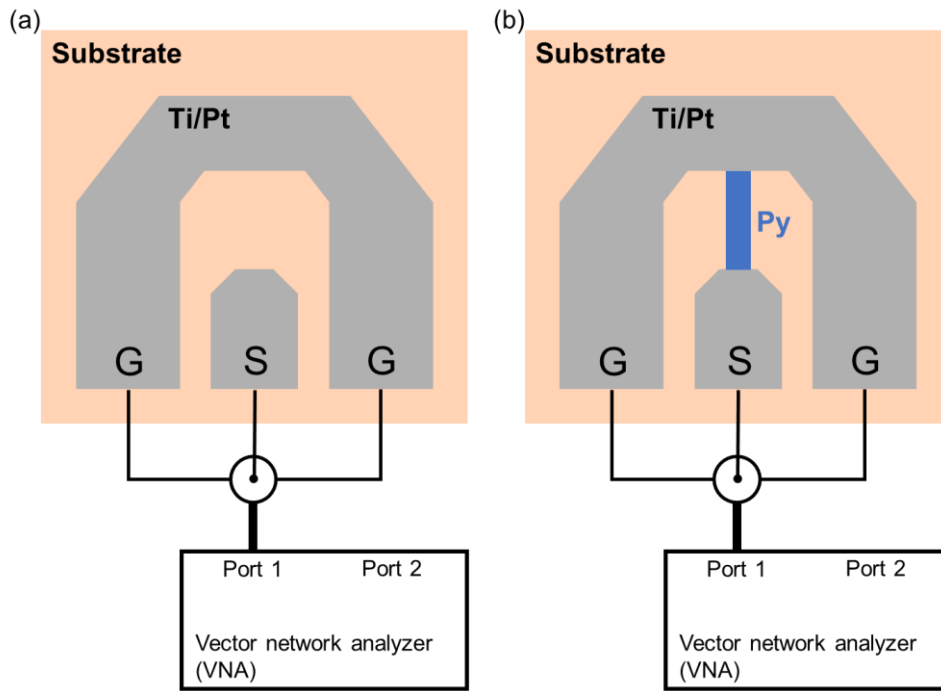 (a)
Substrate
Ti/Pt
G S G
Port 1 Port 2
Vector network analyzer
(VNA)
(b)
Substrate
Ti/Pt
Py
G S G
Port 1 Port 2
Vector network analyzer
(VNA)